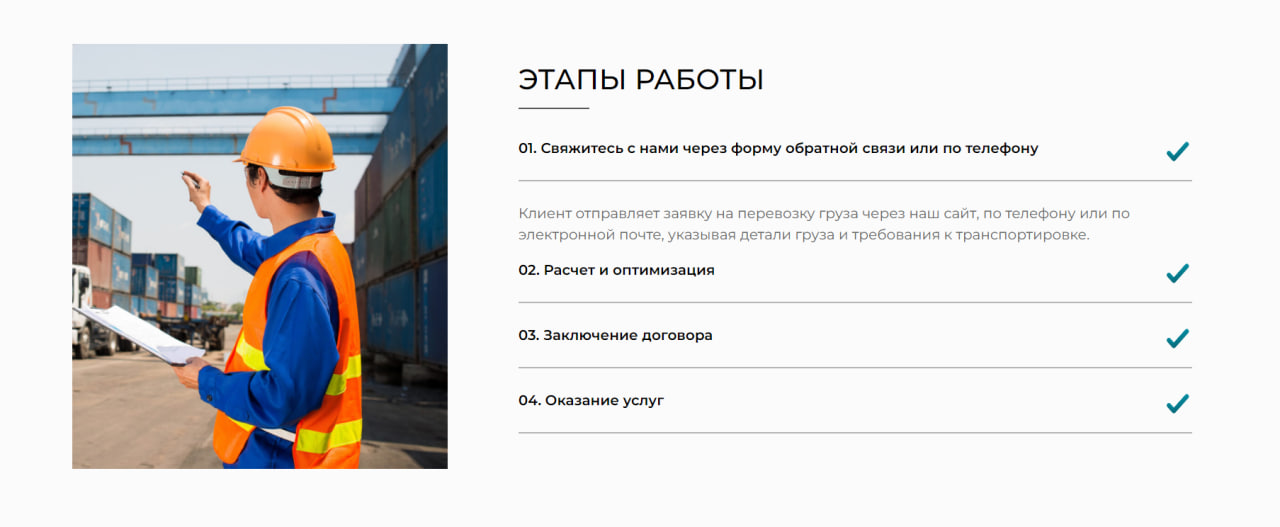 ЭТАПЫ РАБОТЫ
01. Свяжитесь с нами через форму обратной связи или по телефону
Клиент отправляет заявку на перевозку груза через наш сайт, по телефону или по
электронной почте, указывая детали груза и требования к транспортировке.
02. Расчет и оптимизация
03. Заключение договора
04. Оказание услуг